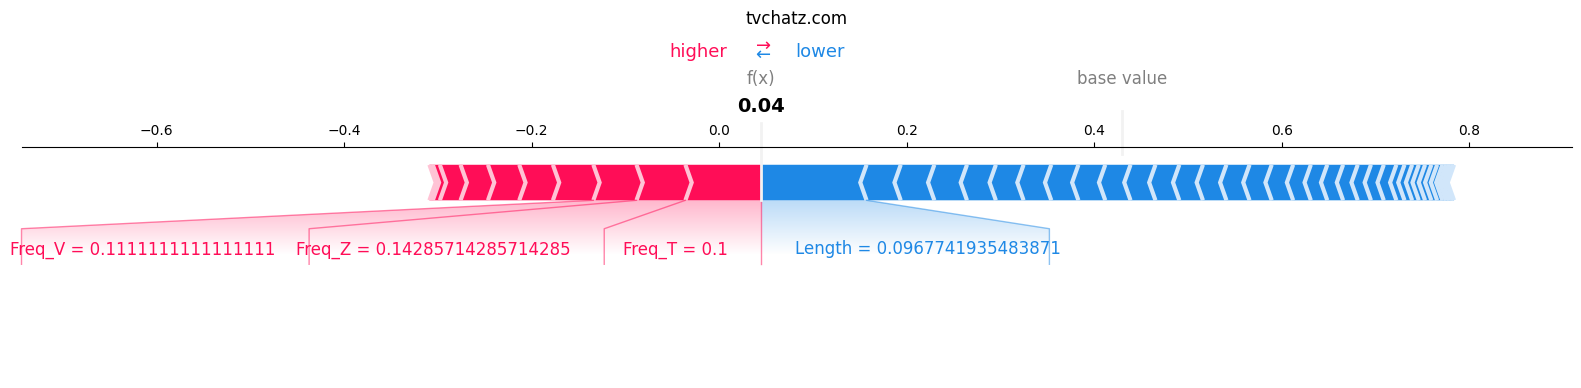 tvchatz.com
higher ⇄ lower
f(x) base value
0.04
−0.6 −0.4 −0.2 0.0 0.2 0.4 0.6 0.8
Freq_V = 0.1111111111111111 Freq_Z = 0.14285714285714285 Freq_T = 0.1 Length = 0.0967741935483871